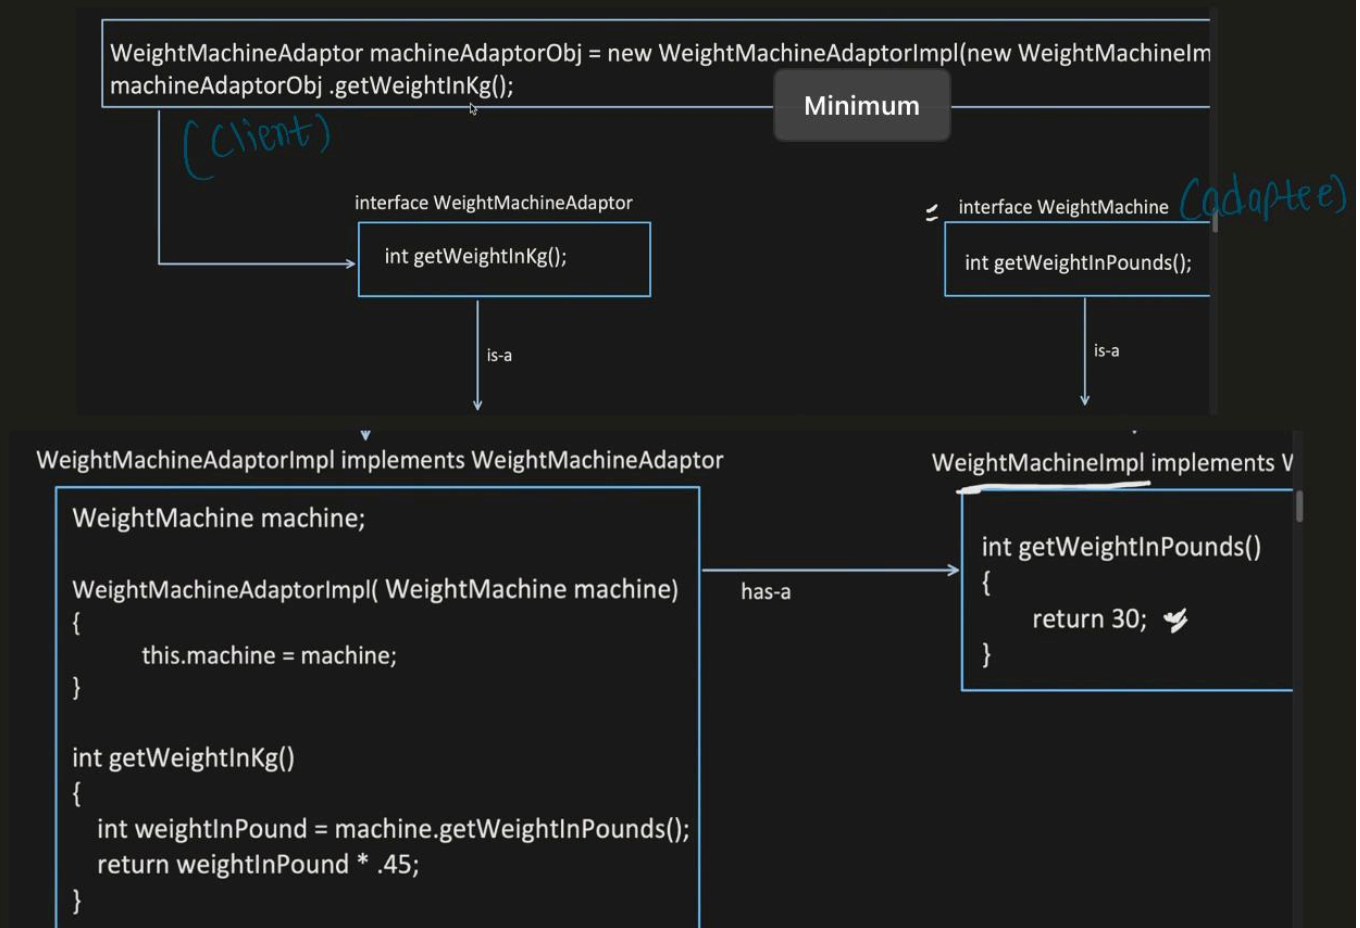 WeightMachineAdaptor machineAdaptorObj = new WeightMachineAdaptorImpl(new WeightMachineIm
machineAdaptorObj .getWeightInKg();
Minimum
(Client)
interface WeightMachineAdaptor
int getWeightInKg();
is-a
interface WeightMachine (adaptee)
int getWeightInPounds();
is-a
WeightMachineAdaptorImpl implements WeightMachineAdaptor
WeightMachine machine;
WeightMachineAdaptorImpl( WeightMachine machine)
{
this.machine = machine;
}
int getWeightInKg()
{
int weightInPound = machine.getWeightInPounds();
return weightInPound * .45;
}
has-a
WeightMachineImpl implements W
int getWeightInPounds()
{
return 30;
}